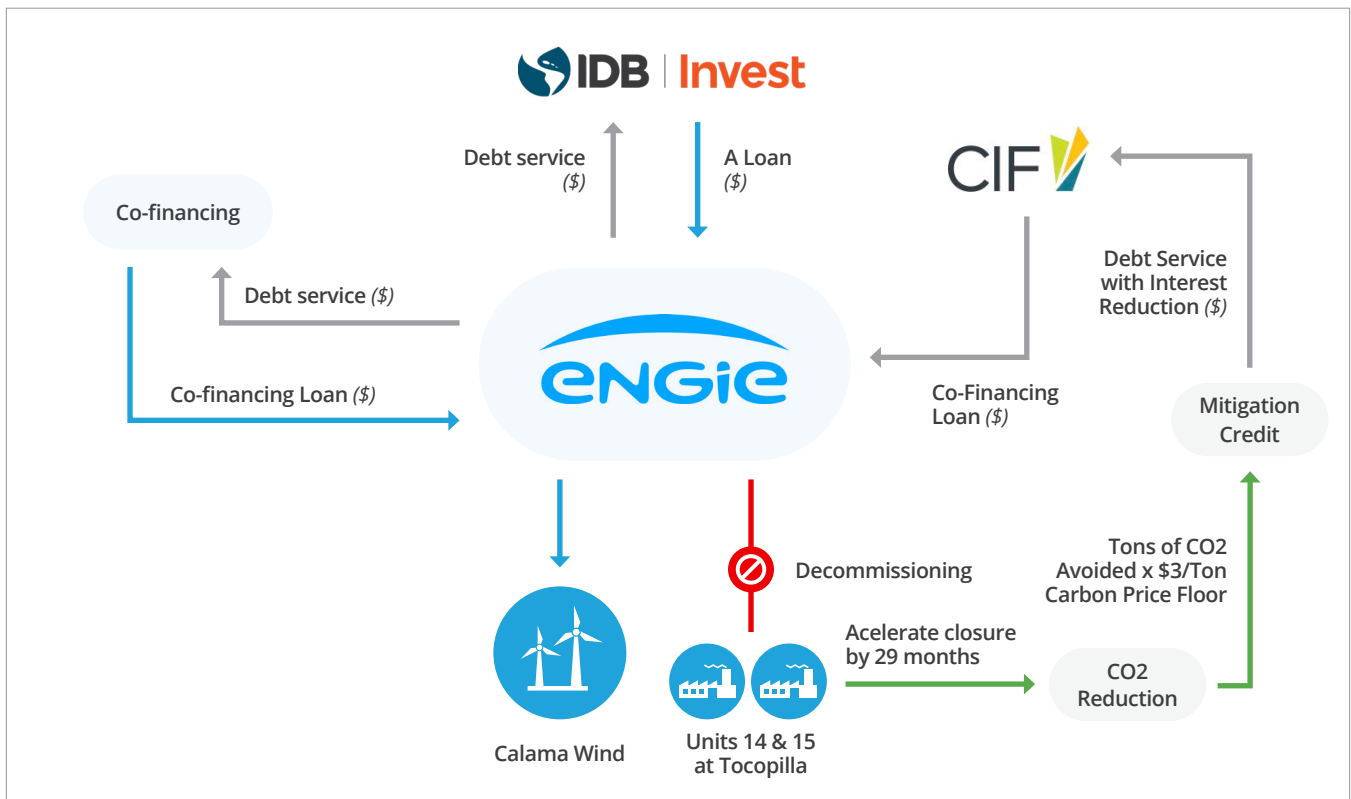 IDB | Invest
Debt service
($)
A Loan
($)
CIF
Co-financing
Debt service ($)
Debt Service
with Interest
Reduction ($)
ENGiE
Co-financing Loan ($)
Co-Financing
Loan ($)
Mitigation
Credit
Decommissioning
Tons of CO2
Avoided x $3/Ton
Carbon Price Floor
Acelerate closure
by 29 months
CO2
Reduction
Calama Wind
Units 14 & 15
at Tocopilla